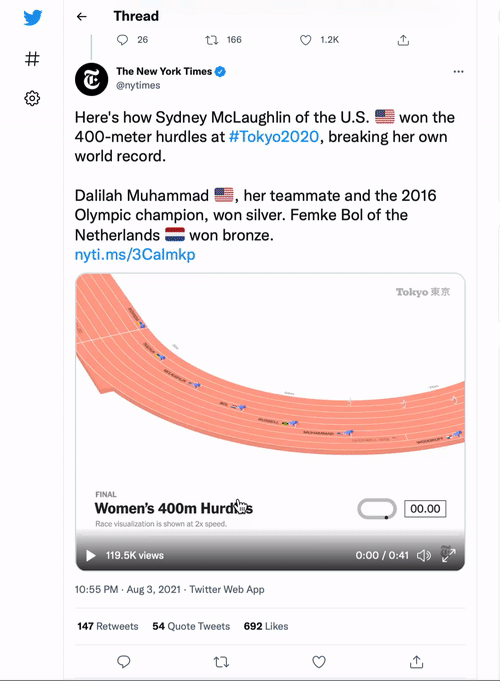 Thread
26 166 1.2K
The New York Times
@nytimes
Here's how Sydney McLaughlin of the U.S. 🇺🇸 won the
400-meter hurdles at #Tokyo2020, breaking her own
world record.
Dalilah Muhammad 🇺🇸, her teammate and the 2016
Olympic champion, won silver. Femke Bol of the
Netherlands 🇳🇱 won bronze.
nyti.ms/3CaImkp
Tokyo 東京
FINAL
Women's 400m Hurdles
00.00
Race visualization is shown at 2x speed.
119.5K views 0:00 / 0:41
10:55 PM · Aug 3, 2021 · Twitter Web App
147 Retweets 54 Quote Tweets 692 Likes